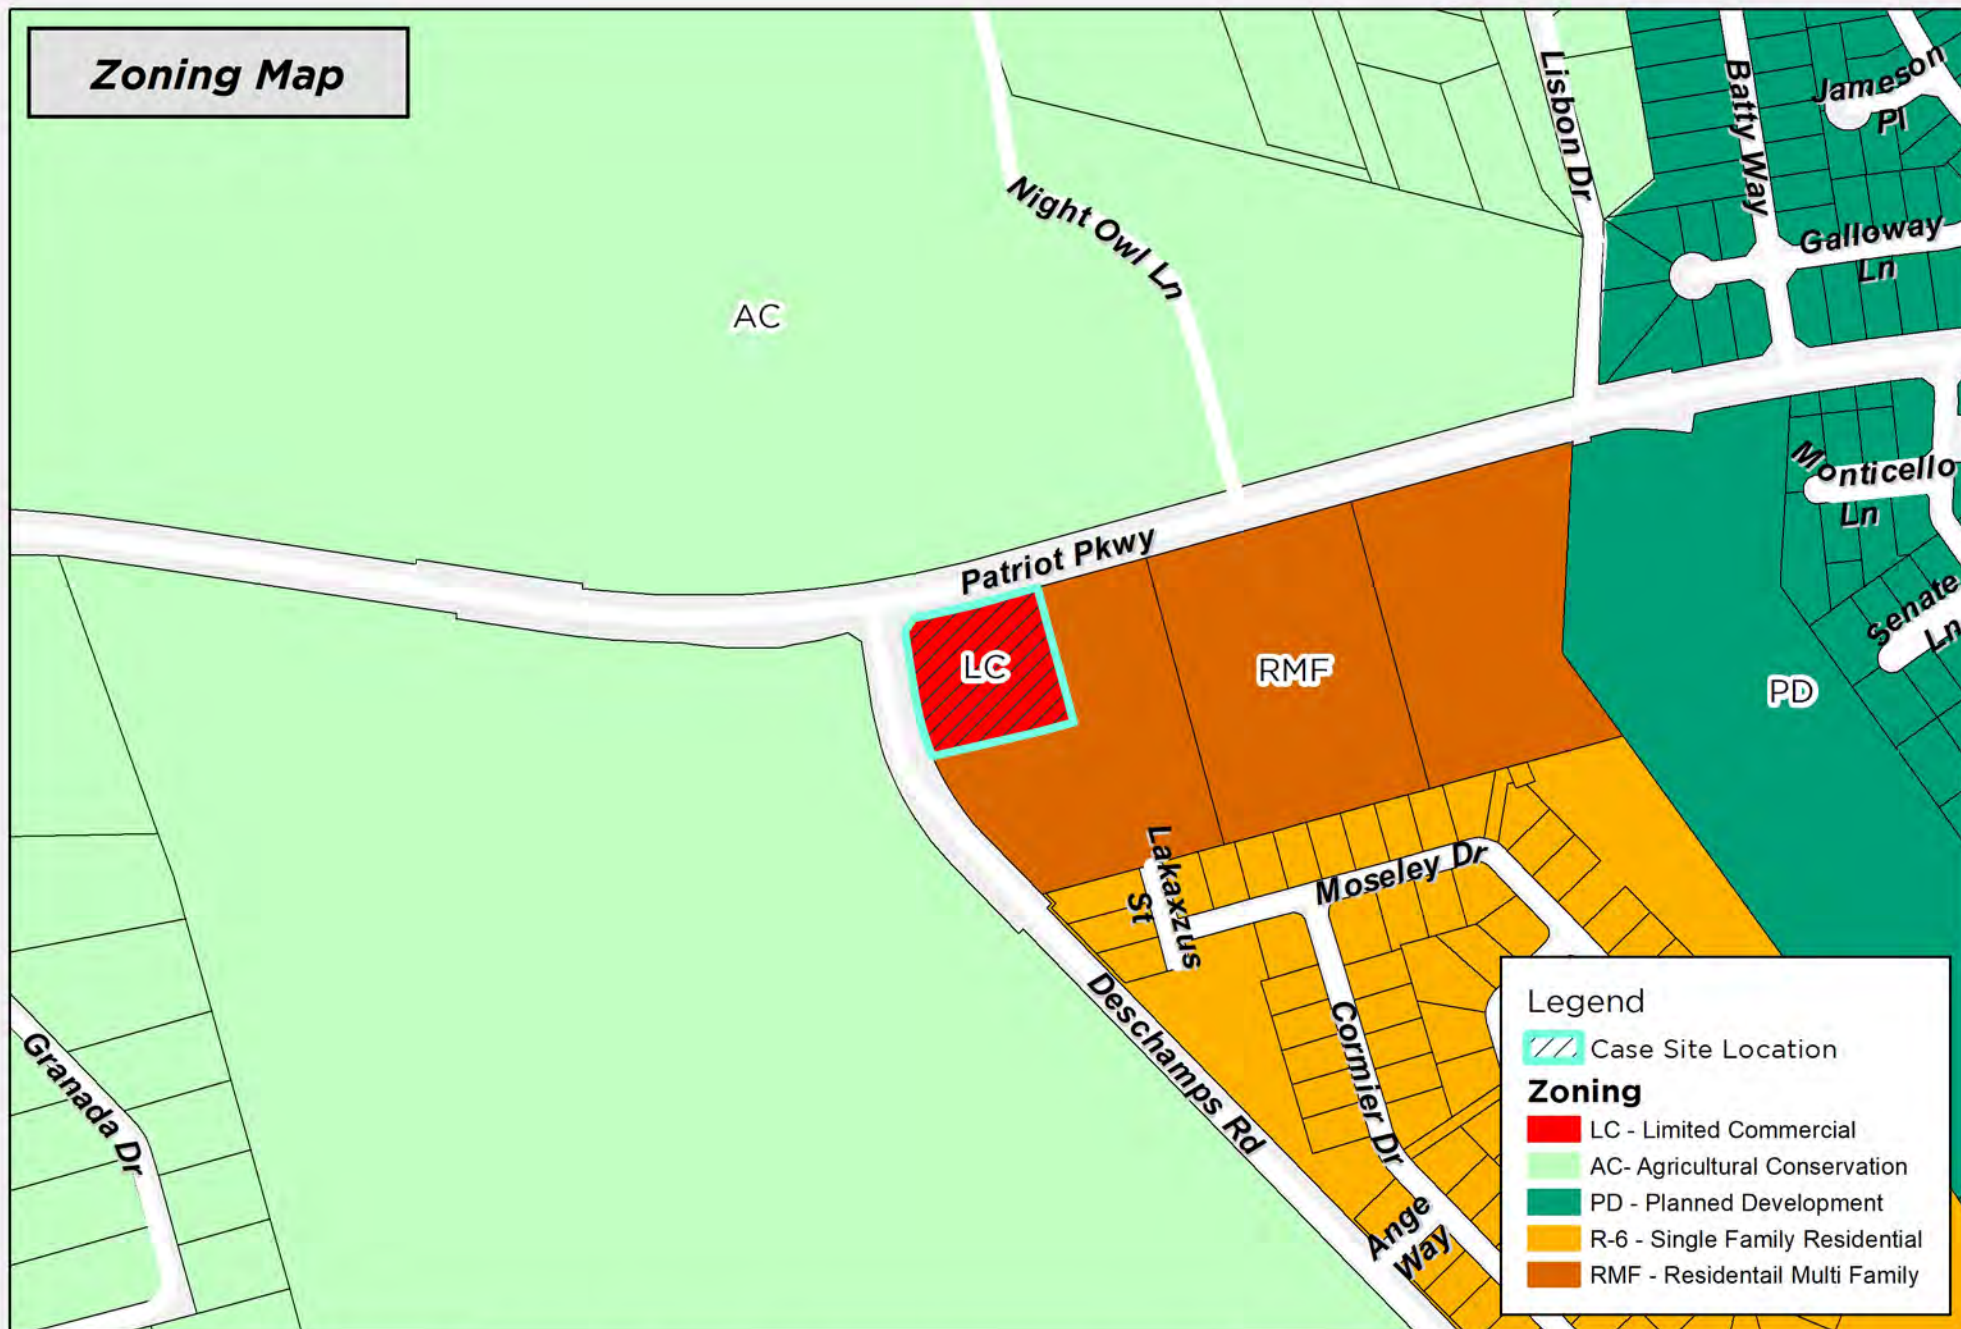 Zoning Map
Lisbon Dr
Batty Way
Jameson
Pl
Night Owl Ln
Galloway
Ln
AC
Monticello
Ln
Patriot Pkwy
Senate
Ln
LC
RMF
PD
Lakaxzus
St
Moseley Dr
Deschamps Rd
Cormier Dr
Granada Dr
Ange
Way
Legend
Case Site Location
Zoning
LC - Limited Commercial
AC- Agricultural Conservation
PD - Planned Development
R-6 - Single Family Residential
RMF - Residentail Multi Family